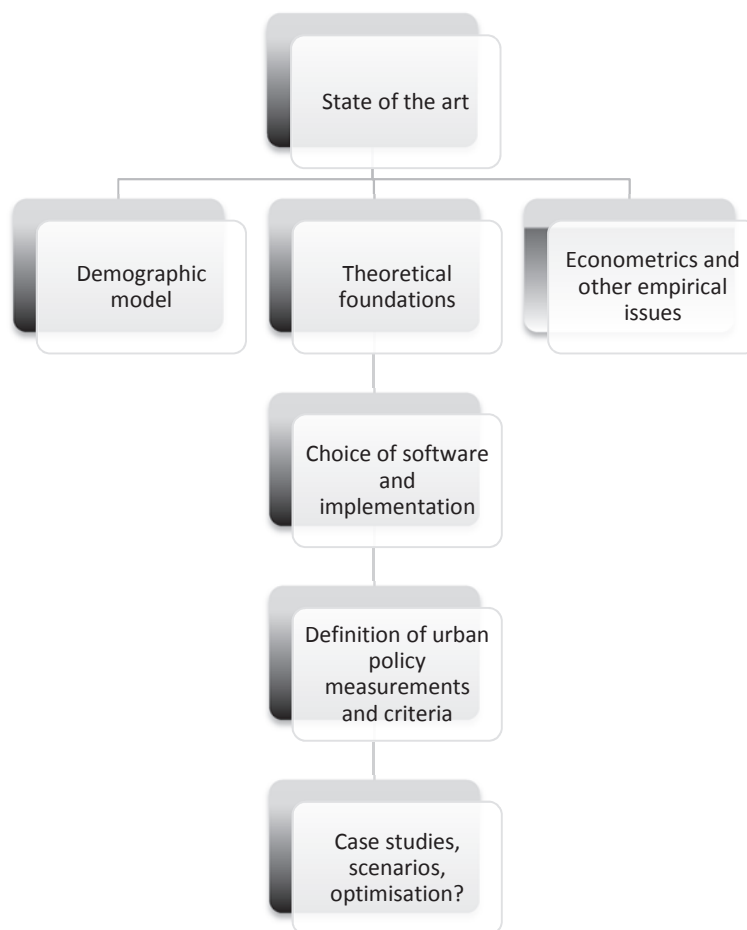 State of the art
Demographic
model
Theoretical
foundations
Econometrics and
other empirical
issues
Choice of software
and
implementation
Definition of urban
policy
measurements
and criteria
Case studies,
scenarios,
optimisation?